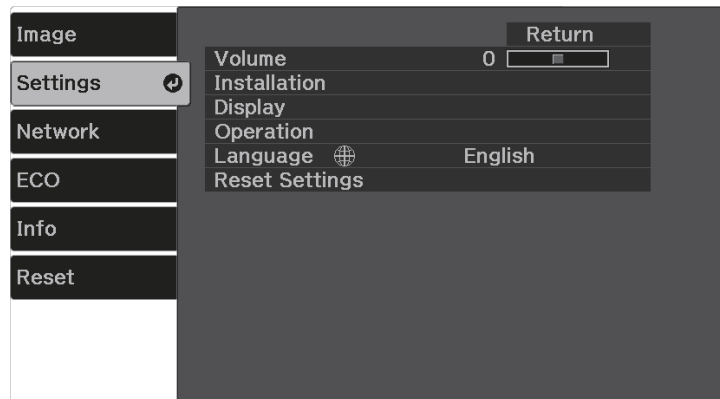 Image
Settings
Network
ECO
Info
Reset
Return
Volume 0
Installation
Display
Operation
Language English
Reset Settings